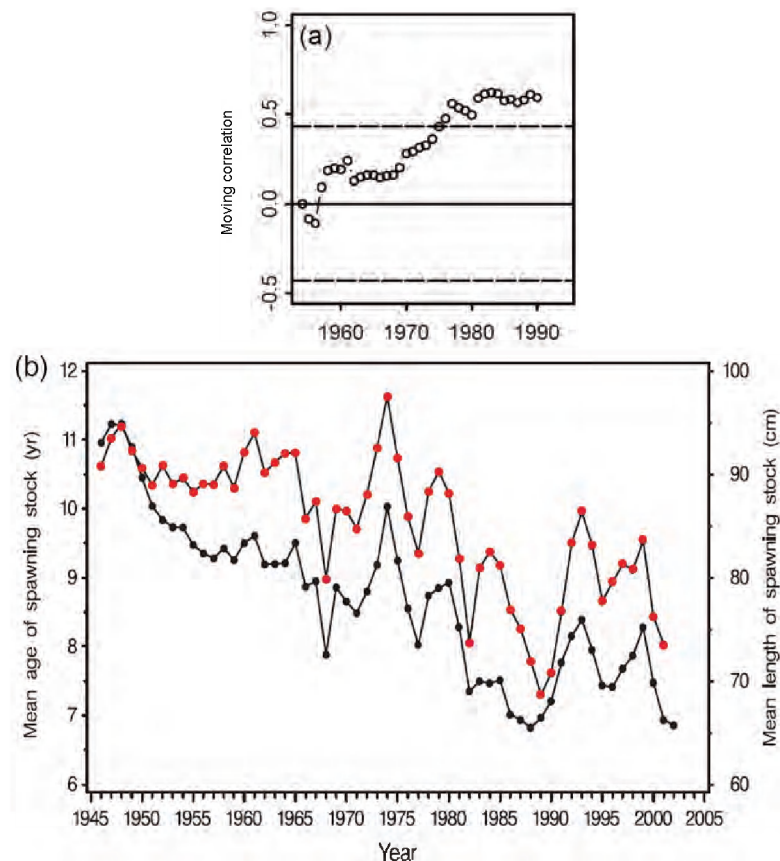 (a)
Moving correlation
1.0
0.5
0.0
-0.5
1960 1970 1980 1990
(b)
Mean age of spawning stock (yr)
12
11
10
9
8
7
6
100
90
80
70
60
Mean length of spawning stock (cm)
1945 1950 1955 1960 1965 1970 1975 1980 1985 1990 1995 2000 2005
Year